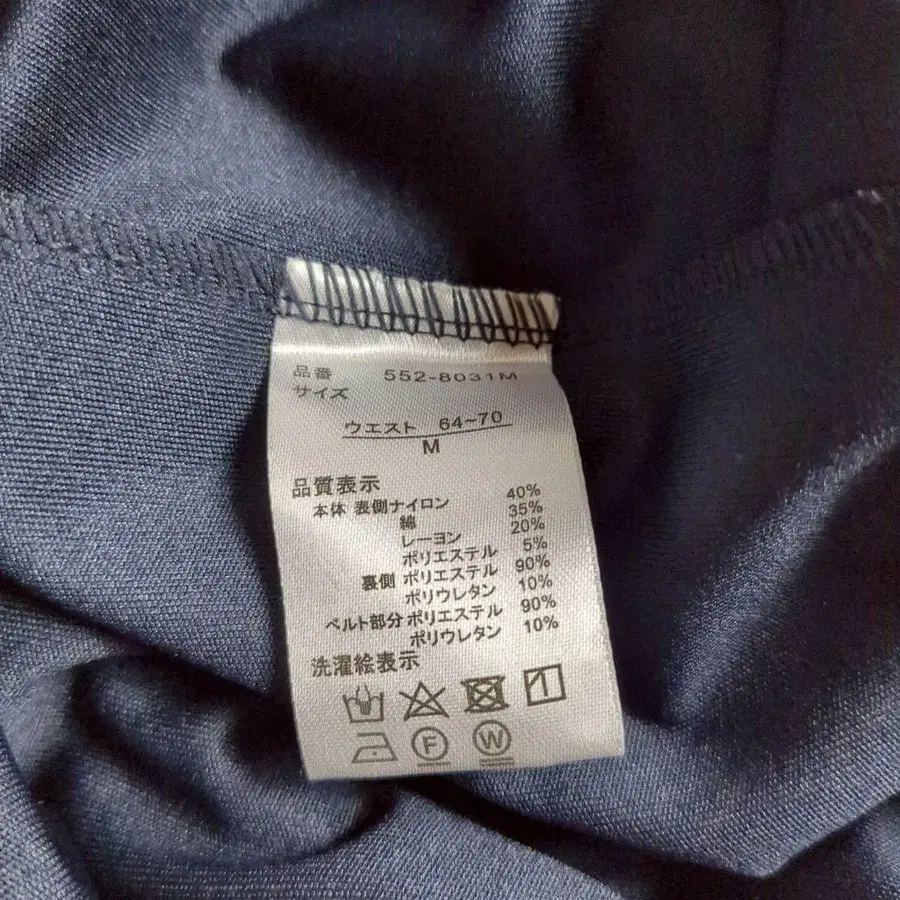 品番 552-8031M
サイズ
ウエスト 64-70
M
品質表示
本体 表側 ナイロン 40%
綿 35%
レーヨン 20%
ポリエステル 5%
裏側 ポリエステル 90%
ポリウレタン 10%
ベルト部分 ポリエステル 90%
ポリウレタン 10%
洗濯絵表示
F W